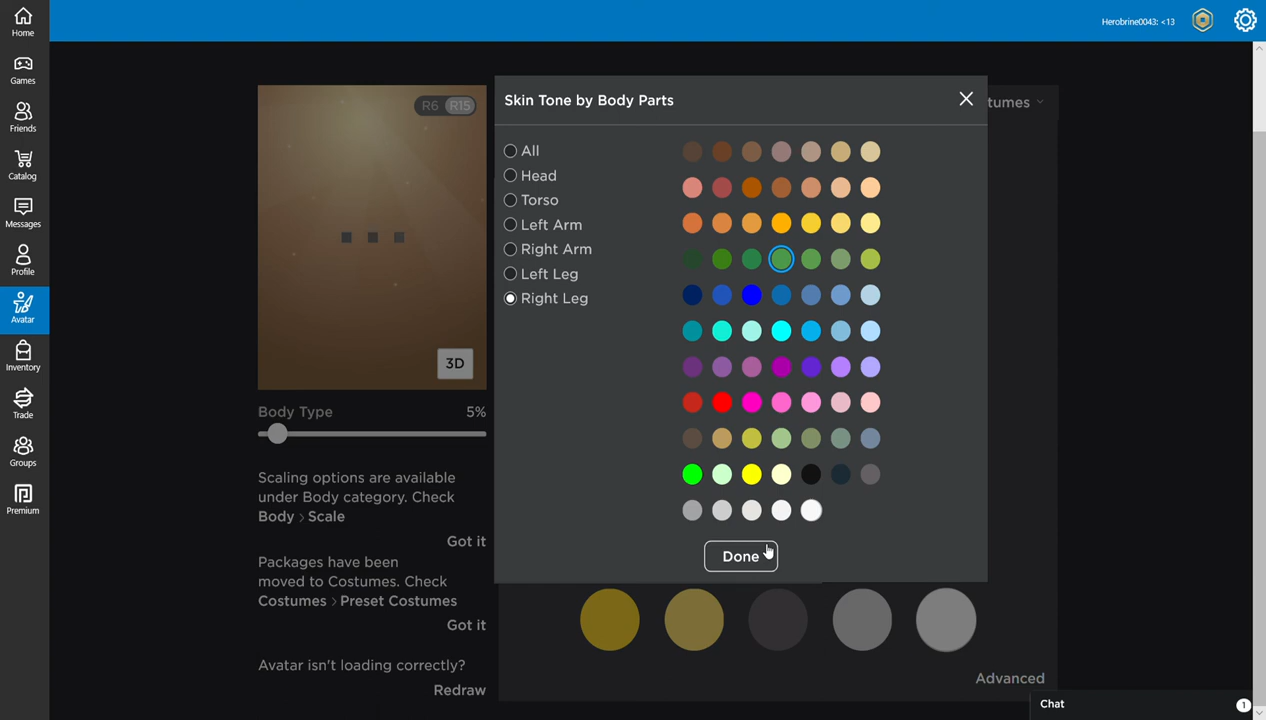 Herobrine0043: <13
Home
Games
Friends
Catalog
Messages
Profile
Avatar
Inventory
Trade
Groups
Premium
R6 R15
3D
Body Type 5%
Scaling options are available
under Body category. Check
Body > Scale
Got it
Packages have been
moved to Costumes. Check
Costumes > Preset Costumes
Got it
Avatar isn't loading correctly?
Redraw
tumes
Skin Tone by Body Parts
All
Head
Torso
Left Arm
Right Arm
Left Leg
Right Leg
Done
Advanced
Chat 1